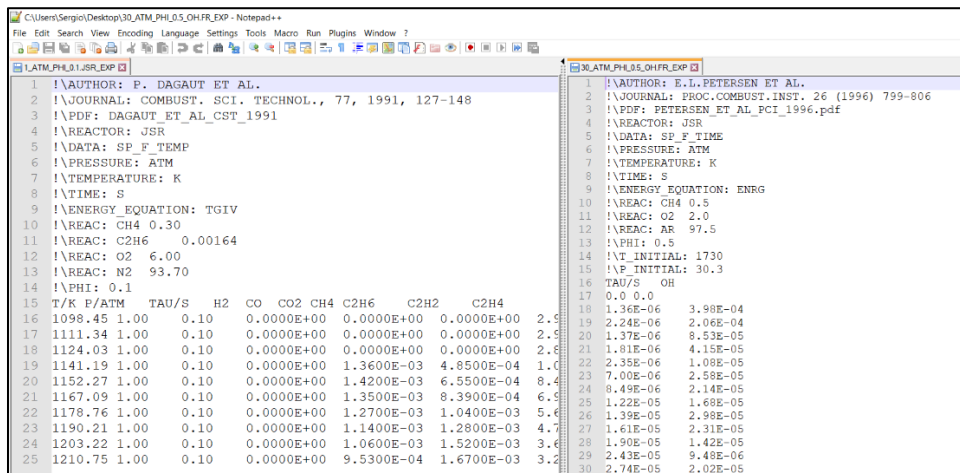 C:\Users\Sergio\Desktop\30_ATM_PHI_0.5_OH.FR_EXP - Notepad++
File Edit Search View Encoding Language Settings Tools Macro Run Plugins Window ?
1_ATM_PHI_0.1.JSR_EXP
1 !\AUTHOR: P. DAGAUT ET AL.
2 !\JOURNAL: COMBUST. SCI. TECHNOL., 77, 1991, 127-148
3 !\PDF: DAGAUT_ET_AL_CST_1991
4 !\REACTOR: JSR
5 !\DATA: SP_F_TEMP
6 !\PRESSURE: ATM
7 !\TEMPERATURE: K
8 !\TIME: S
9 !\ENERGY_EQUATION: TGIV
10 !\REAC: CH4 0.30
11 !\REAC: C2H6 0.00164
12 !\REAC: O2 6.00
13 !\REAC: N2 93.70
14 !\PHI: 0.1
15 T/K P/ATM TAU/S H2 CO CO2 CH4 C2H6 C2H2 C2H4
16 1098.45 1.00 0.10 0.0000E+00 0.0000E+00 0.0000E+00 2.9
17 1111.34 1.00 0.10 0.0000E+00 0.0000E+00 0.0000E+00 2.9
18 1124.03 1.00 0.10 0.0000E+00 0.0000E+00 0.0000E+00 2.8
19 1141.19 1.00 0.10 0.0000E+00 1.3600E-03 4.8500E-04 1.0
20 1152.27 1.00 0.10 0.0000E+00 1.4200E-03 6.5500E-04 8.4
21 1167.09 1.00 0.10 0.0000E+00 1.3500E-03 8.3900E-04 6.9
22 1178.76 1.00 0.10 0.0000E+00 1.2700E-03 1.0400E-03 5.6
23 1190.21 1.00 0.10 0.0000E+00 1.1400E-03 1.2800E-03 4.7
24 1203.22 1.00 0.10 0.0000E+00 1.0600E-03 1.5200E-03 3.6
25 1210.75 1.00 0.10 0.0000E+00 9.5300E-04 1.6700E-03 3.2
30_ATM_PHI_0.5_OH.FR_EXP
1 !\AUTHOR: E.L.PETERSEN ET AL.
2 !\JOURNAL: PROC.COMBUST.INST. 26 (1996) 799-806
3 !\PDF: PETERSEN_ET_AL_PCI_1996.pdf
4 !\REACTOR: JSR
5 !\DATA: SP_F_TIME
6 !\PRESSURE: ATM
7 !\TEMPERATURE: K
8 !\TIME: S
9 !\ENERGY_EQUATION: ENRG
10 !\REAC: CH4 0.5
11 !\REAC: O2 2.0
12 !\REAC: AR 97.5
13 !\PHI: 0.5
14 !\T_INITIAL: 1730
15 !\P_INITIAL: 30.3
16 TAU/S OH
17 0.0 0.0
18 1.36E-06 3.98E-04
19 2.24E-06 2.06E-04
20 1.37E-06 8.53E-05
21 1.81E-06 4.15E-05
22 2.35E-06 1.08E-05
23 7.00E-06 2.58E-05
24 8.49E-06 2.14E-05
25 1.22E-05 1.68E-05
26 1.39E-05 2.98E-05
27 1.61E-05 2.31E-05
28 1.90E-05 1.42E-05
29 2.43E-05 9.48E-06
30 2.74E-05 2.02E-05